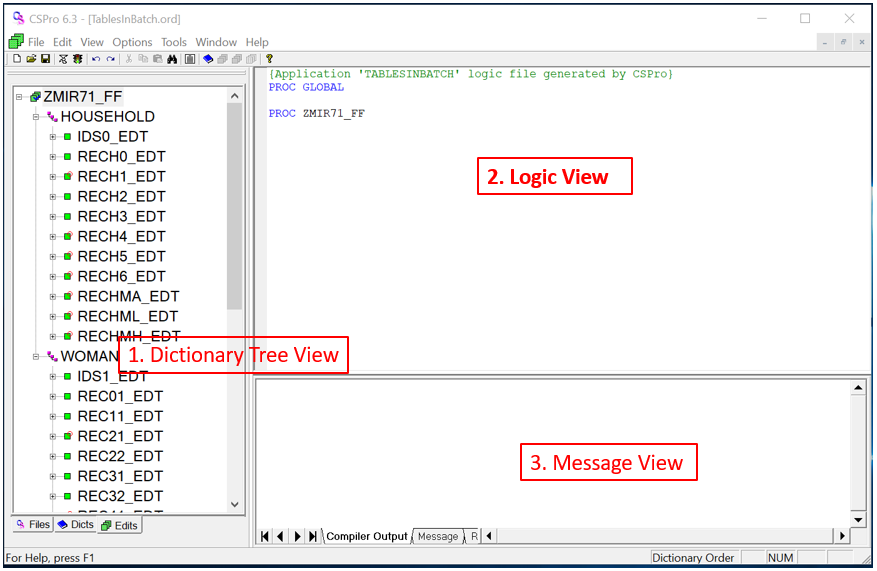 CSPro 6.3 - [TablesInBatch.ord]
File Edit View Options Tools Window Help
ZMIR71_FF
HOUSEHOLD
IDS0_EDT
RECH0_EDT
RECH1_EDT
RECH2_EDT
RECH3_EDT
RECH4_EDT
RECH5_EDT
RECH6_EDT
RECHMA_EDT
RECHML_EDT
RECHMH_EDT
WOMAN
IDS1_EDT
REC01_EDT
REC11_EDT
REC21_EDT
REC22_EDT
REC31_EDT
REC32_EDT
Files Dicts Edits
1. Dictionary Tree View
{Application 'TABLESINBATCH' logic file generated by CSPro}
PROC GLOBAL
PROC ZMIR71_FF
2. Logic View
3. Message View
Compiler Output Message R
For Help, press F1
Dictionary Order NUM